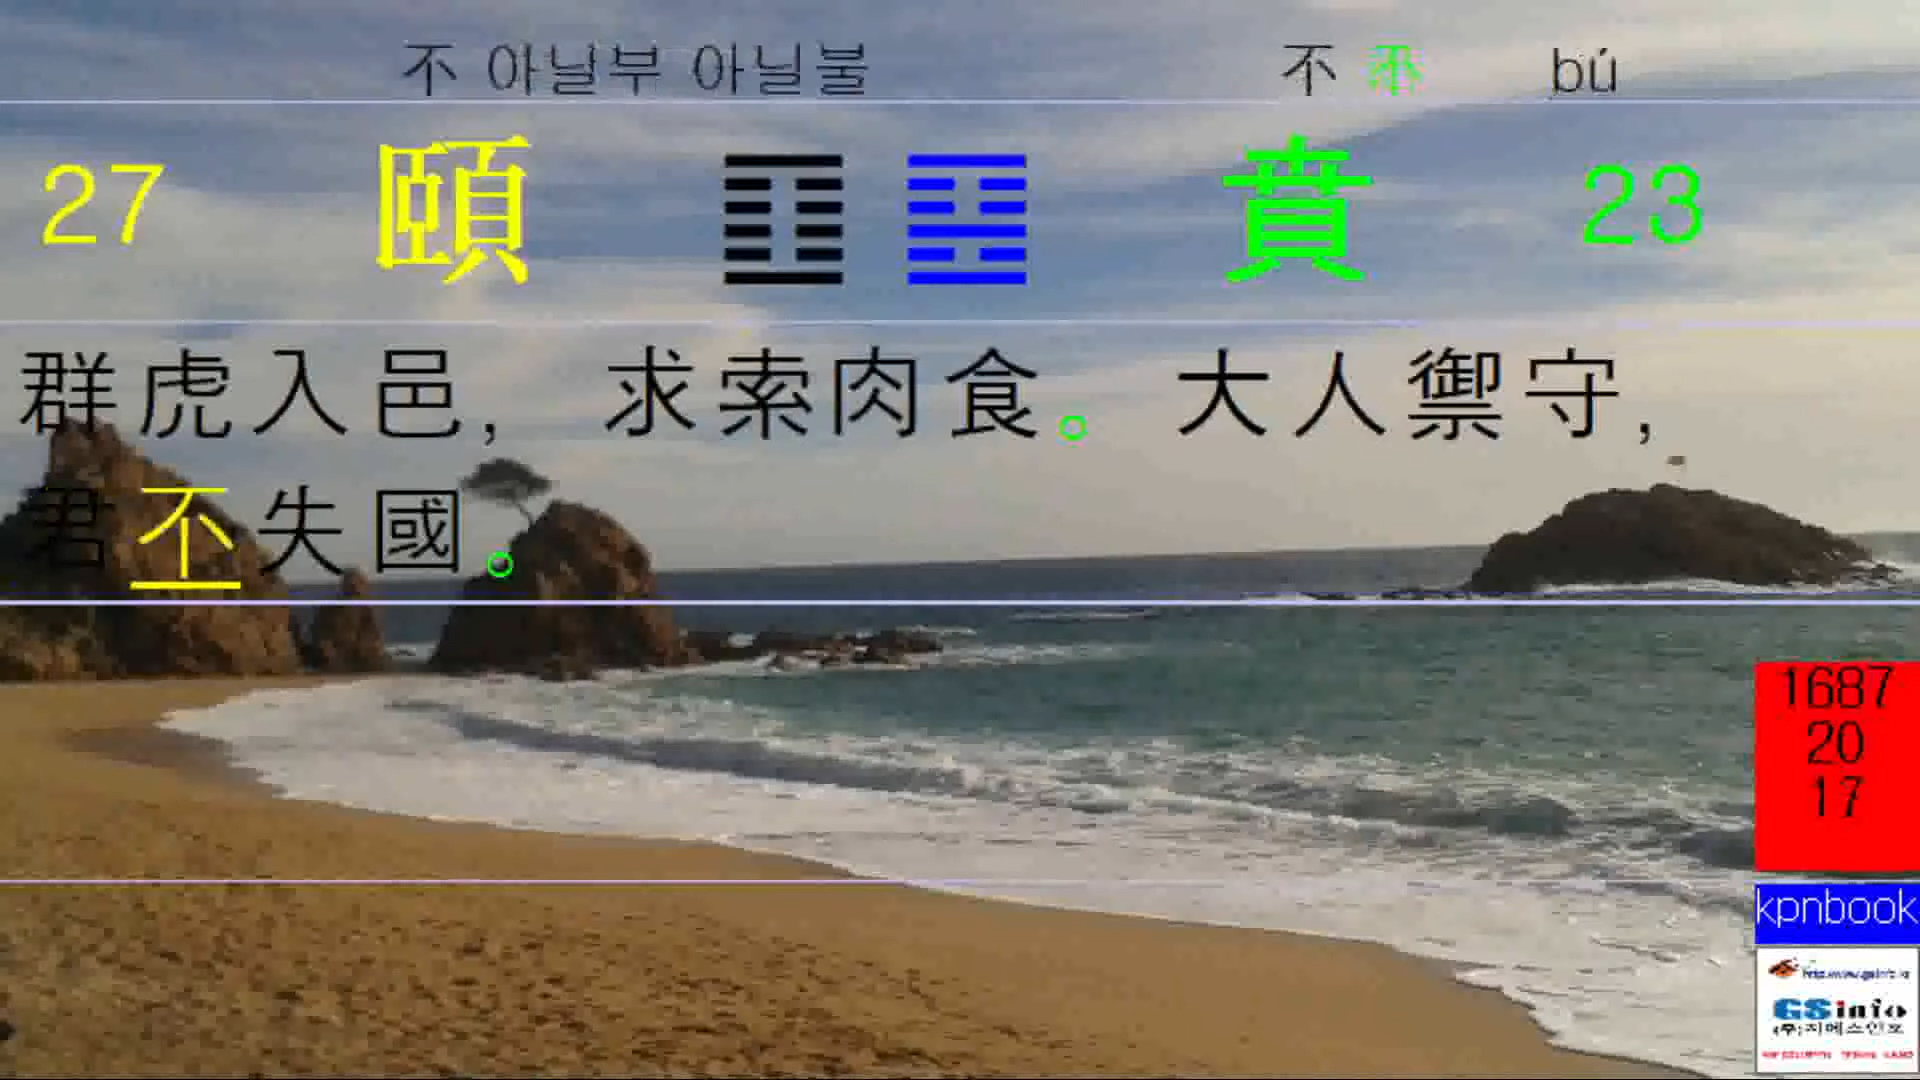 不 아닐부 아닐불 不 bú
27 頤 賁 23
群虎入邑, 求索肉食。 大人禦守,
君不失國。
1687
20
17
kpnbook
GSinfo
(주)지에스인포